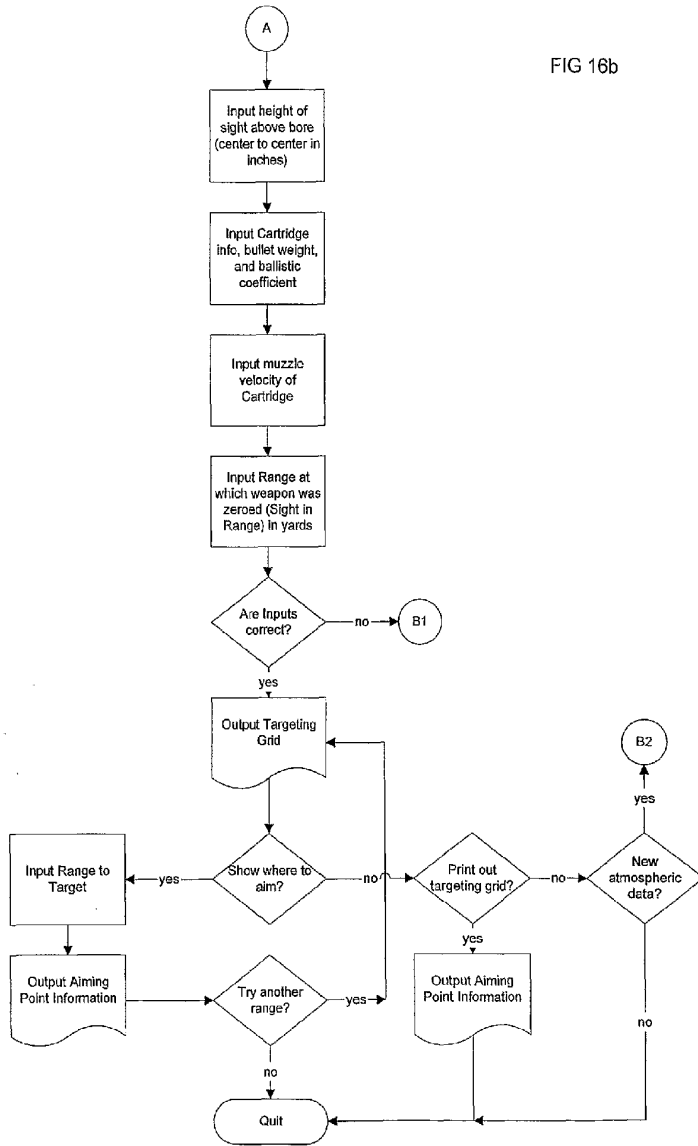 A
FIG 16b
Input height of
sight above bore
(center to center in
inches)
Input Cartridge
info, bullet weight,
and ballistic
coefficient
Input muzzle
velocity of
Cartridge
Input Range at
which weapon was
zeroed (Sight in
Range) in yards
Are Inputs
correct?
no
B1
yes
Output Targeting
Grid
B2
yes
Input Range to
Target
yes
Show where to
aim?
no
Print out
targeting grid?
no
New
atmospheric
data?
yes
Output Aiming
Point Information
Try another
range?
yes
Output Aiming
Point Information
no
no
Quit